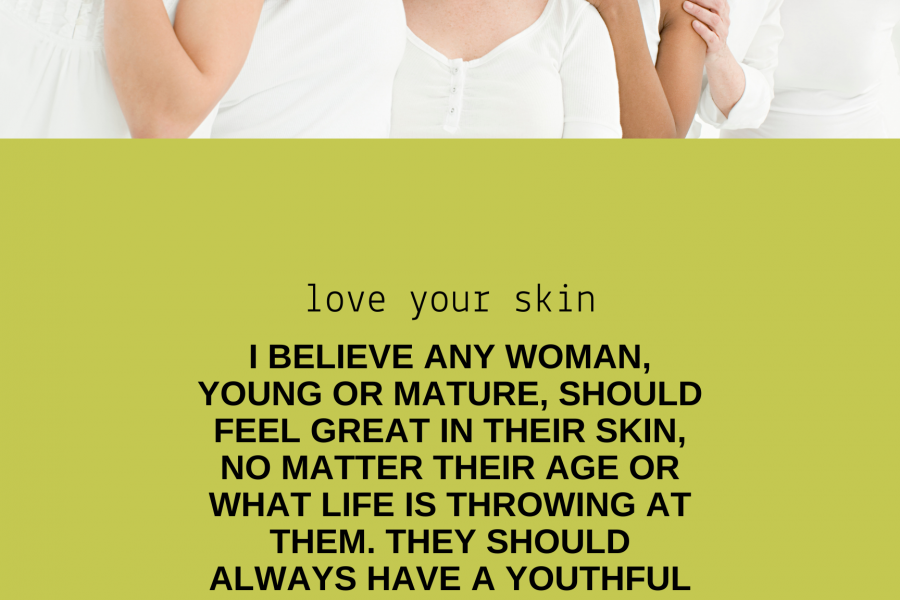 love your skin
I BELIEVE ANY WOMAN,
YOUNG OR MATURE, SHOULD
FEEL GREAT IN THEIR SKIN,
NO MATTER THEIR AGE OR
WHAT LIFE IS THROWING AT
THEM. THEY SHOULD
ALWAYS HAVE A YOUTHFUL